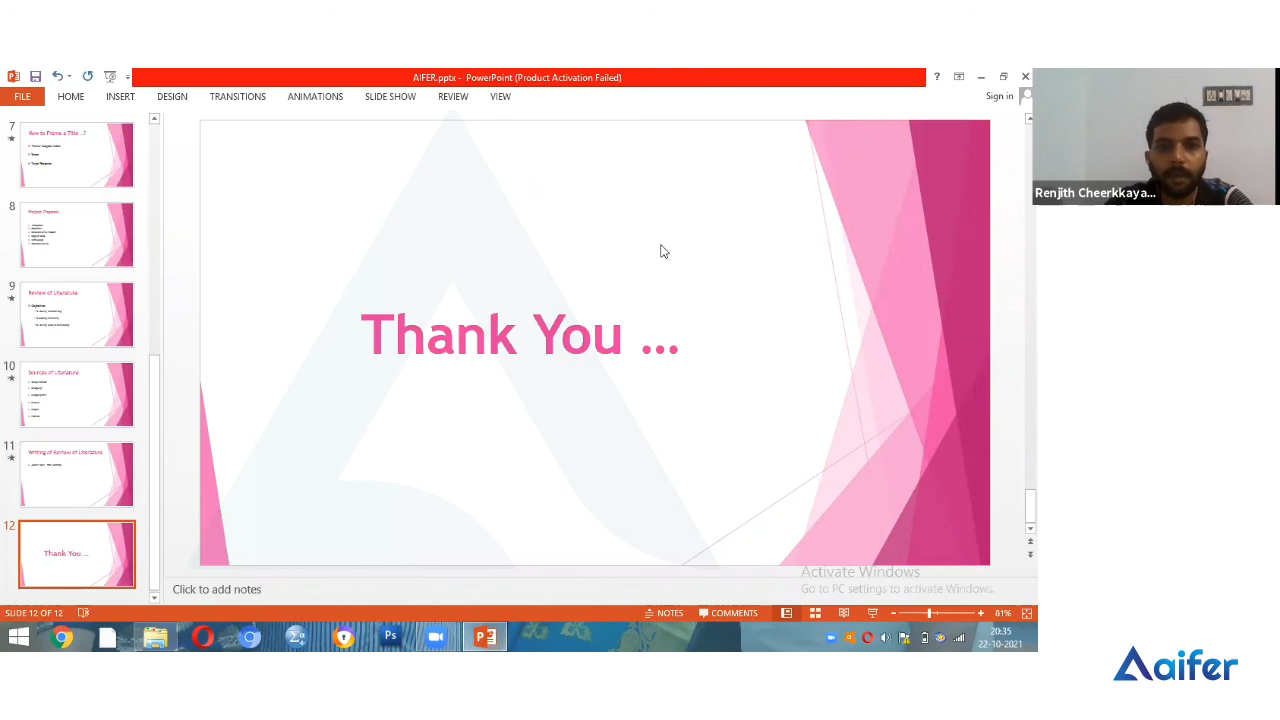 AIFER.pptx - PowerPoint (Product Activation Failed)
FILE HOME INSERT DESIGN TRANSITIONS ANIMATIONS SLIDE SHOW REVIEW VIEW
Sign in
7
How to Frame a Title ..?
8
Project Proposal
9
Review of Literature
Objectives
10
Sources of Literature
11
Writing of Review of Literature
12
Thank You ...
Thank You ...
Renjith Cheerkkaya...
Activate Windows
Go to PC settings to activate Windows.
Click to add notes
SLIDE 12 OF 12
NOTES COMMENTS 81%
Ps
20:35
22-10-2021
aifer